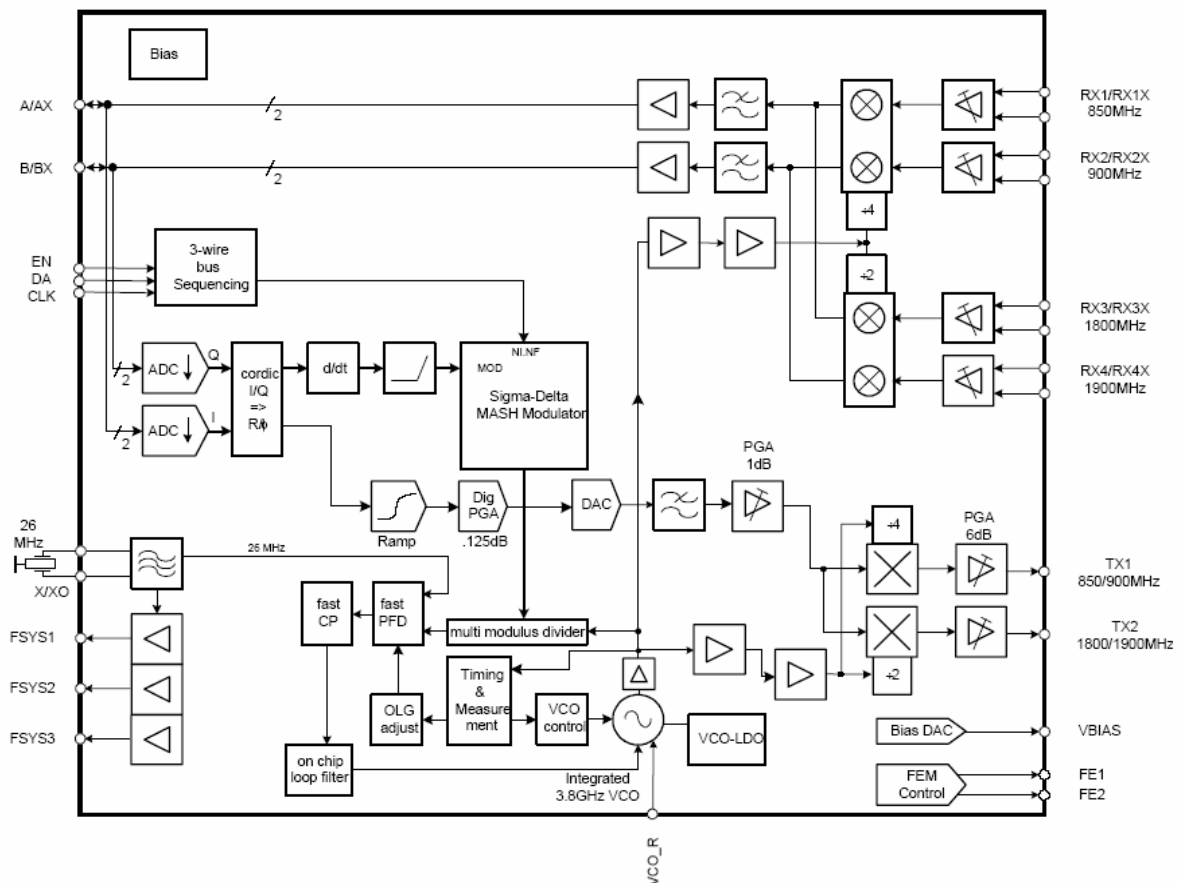 Bias
A/AX
2
RX1/RX1X
850MHz
B/BX
2
RX2/RX2X
900MHz
÷4
EN
DA
CLK
3-wire
bus
Sequencing
÷2
RX3/RX3X
1800MHz
RX4/RX4X
1900MHz
2
ADC
Q
cordic
I/Q
=>
R/ϕ
d/dt
NI.NF
MOD
Sigma-Delta
MASH Modulator
2
ADC
I
PGA
1dB
Ramp
Dig
PGA
.125dB
DAC
÷4
PGA
6dB
26
MHz
X/XO
26 MHz
TX1
850/900MHz
fast
CP
fast
PFD
multi modulus divider
TX2
1800/1900MHz
÷2
FSYS1
FSYS2
FSYS3
OLG
adjust
Timing
&
Measure
ment
VCO
control
VCO-LDO
Bias DAC
VBIAS
on chip
loop filter
Integrated
3.8GHz VCO
FEM
Control
FE1
FE2
VCO_R